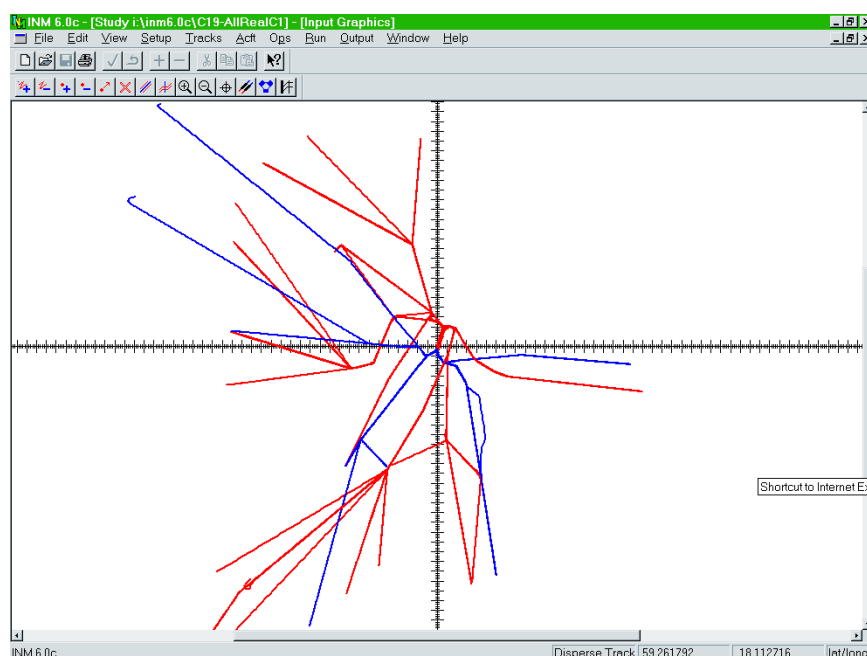 INM 6.0c - [Study i:\inm6.0c\C19-AllRealC1] - [Input Graphics]
File Edit View Setup Tracks Acft Ops Run Output Window Help
Shortcut to Internet Ex
INM 6.0c
Disperse Track 59.261792 18.112716 lat/long